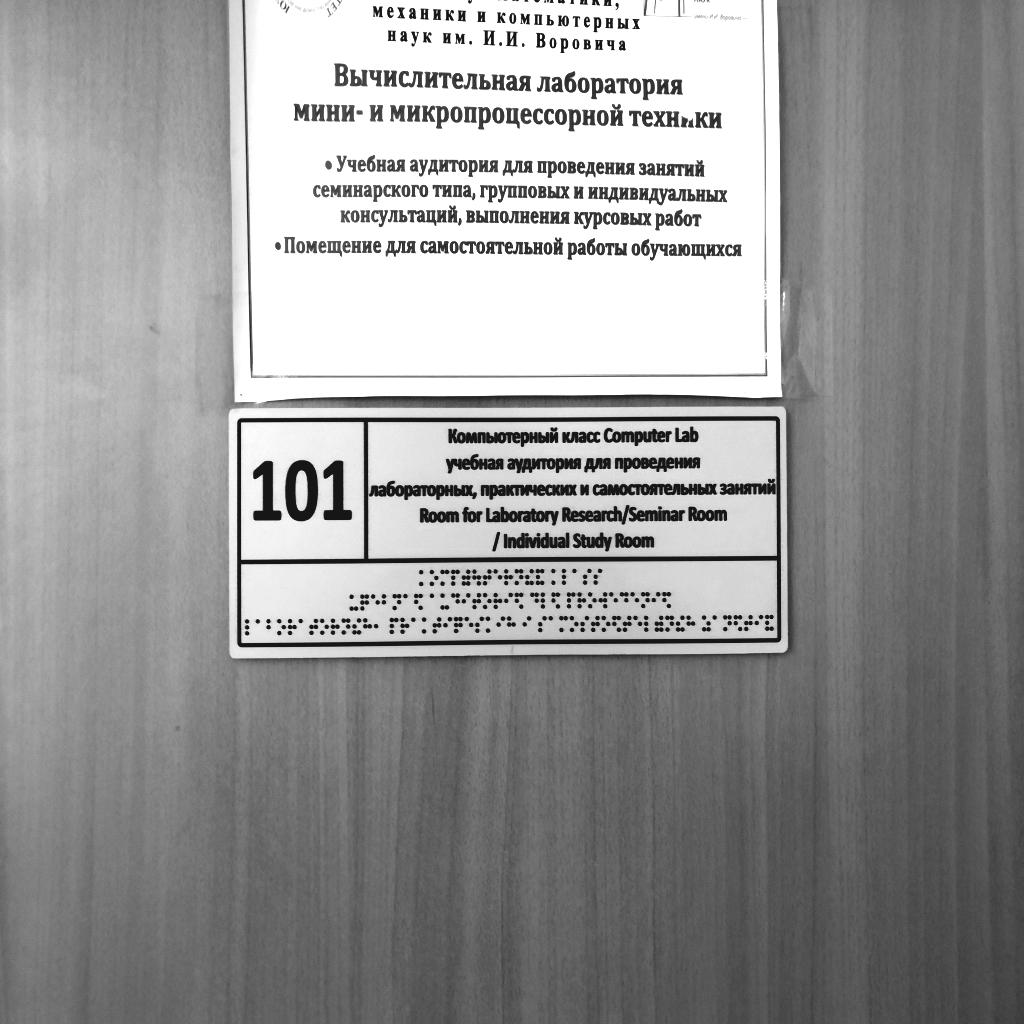 механики и компьютерных
наук им. И.И. Воровича
Вычислительная лаборатория
мини- и микропроцессорной техники
• Учебная аудитория для проведения занятий
семинарского типа, групповых и индивидуальных
консультаций, выполнения курсовых работ
• Помещение для самостоятельной работы обучающихся
101
Компьютерный класс Computer Lab
учебная аудитория для проведения
лабораторных, практических и самостоятельных занятий
Room for Laboratory Research/Seminar Room
/ Individual Study Room